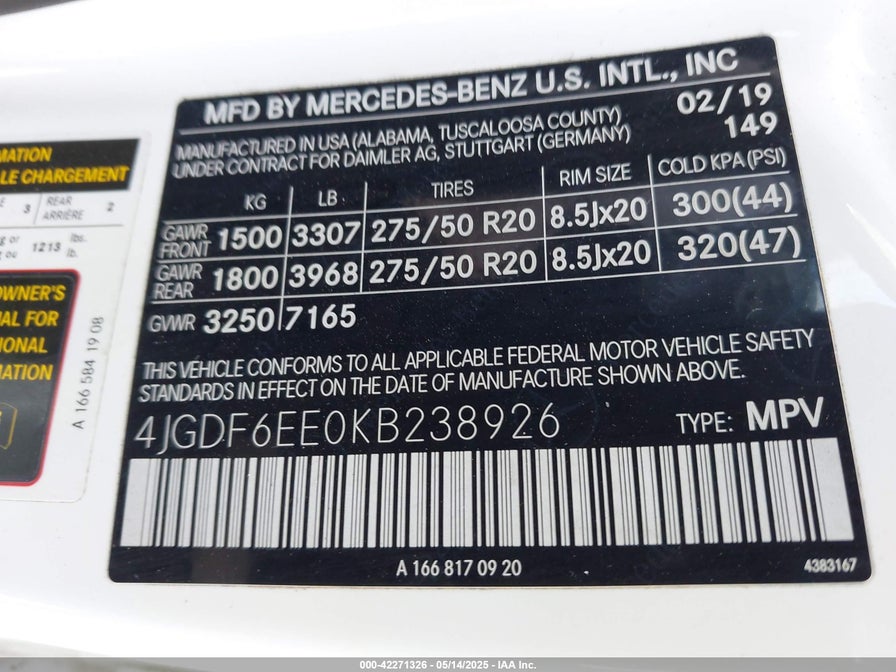 MFD BY MERCEDES-BENZ U.S. INTL., INC
02/19
MANUFACTURED IN USA (ALABAMA, TUSCALOOSA COUNTY)
149
UNDER CONTRACT FOR DAIMLER AG, STUTTGART (GERMANY)
KG LB TIRES RIM SIZE COLD KPA (PSI)
GAWR FRONT 1500 3307 275/50 R20 8.5Jx20 300(44)
GAWR REAR 1800 3968 275/50 R20 8.5Jx20 320(47)
GVWR 3250 7165
THIS VEHICLE CONFORMS TO ALL APPLICABLE FEDERAL MOTOR VEHICLE SAFETY
STANDARDS IN EFFECT ON THE DATE OF MANUFACTURE SHOWN ABOVE.
4JGDF6EE0KB238926 TYPE: MPV
A 166 817 09 20 4383167
LE CHARGEMENT
3 REAR 2
ARRIÈRE
1213 lbs.
ou lb.
OWNER'S
FOR
A 166 584 19 08
000-42271326 - 05/14/2025 - IAA Inc.